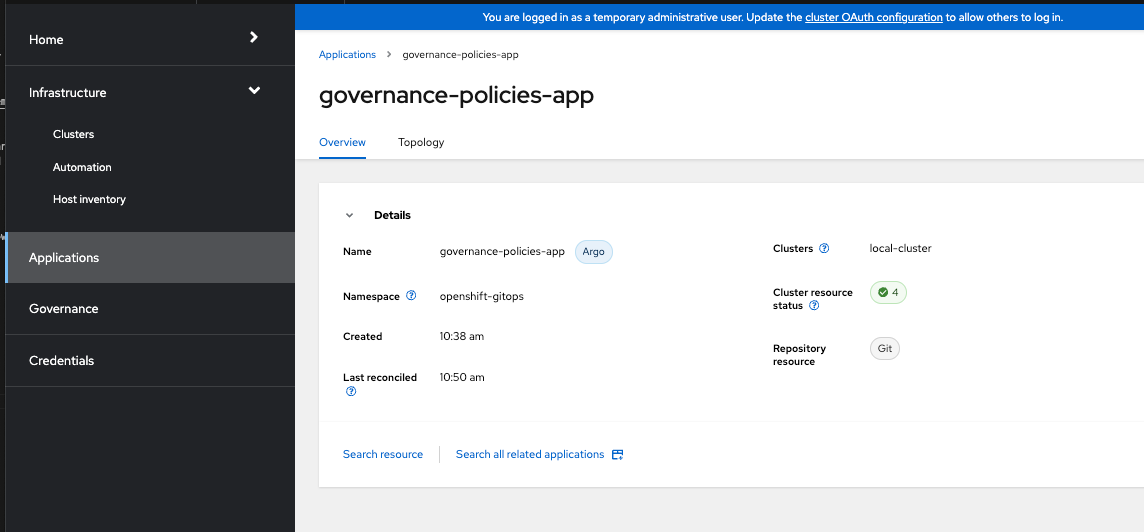 You are logged in as a temporary administrative user. Update the cluster OAuth configuration to allow others to log in.
Home
Infrastructure
Clusters
Automation
Host inventory
Applications
Governance
Credentials
Applications > governance-policies-app
governance-policies-app
Overview Topology
Details
Name governance-policies-app Argo
Namespace openshift-gitops
Created 10:38 am
Last reconciled 10:50 am
Clusters local-cluster
Cluster resource
status 4
Repository
resource Git
Search resource Search all related applications